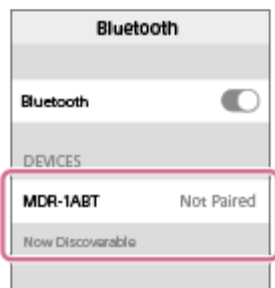 Bluetooth
Bluetooth
DEVICES
MDR-1ABT Not Paired
Now Discoverable